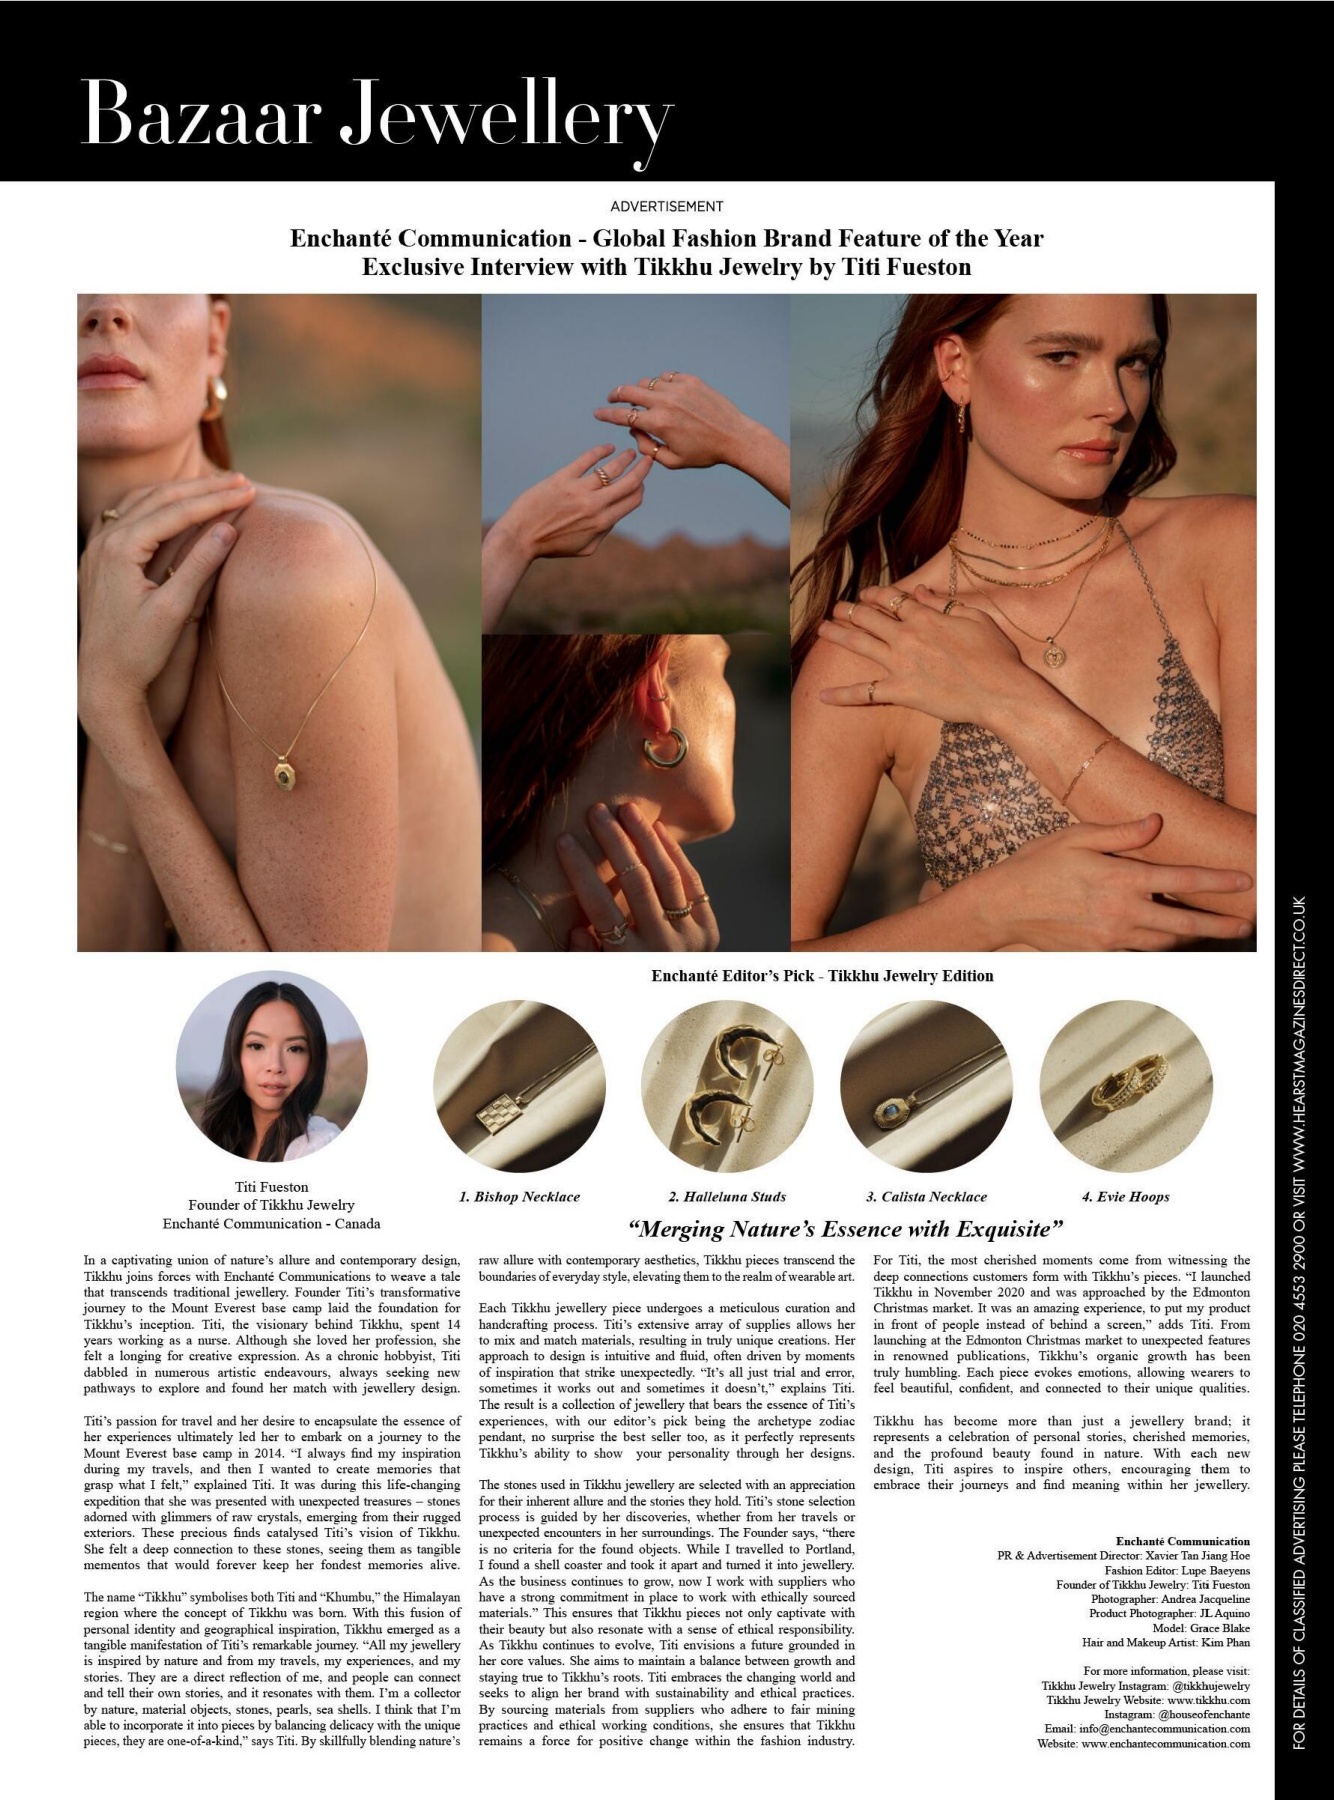 Bazaar Jewellery
ADVERTISEMENT
Enchanté Communication - Global Fashion Brand Feature of the Year
Exclusive Interview with Tikkhu Jewelry by Titi Fueston
Enchanté Editor's Pick - Tikkhu Jewelry Edition
Titi Fueston
Founder of Tikkhu Jewelry
Enchanté Communication - Canada
1. Bishop Necklace
2. Halleluna Studs
3. Calista Necklace
4. Evie Hoops
“Merging Nature’s Essence with Exquisite”
In a captivating union of nature’s allure and contemporary design,
Tikkhu joins forces with Enchanté Communications to weave a tale
that transcends traditional jewellery. Founder Titi’s transformative
journey to the Mount Everest base camp laid the foundation for
Tikkhu’s inception. Titi, the visionary behind Tikkhu, spent 14
years working as a nurse. Although she loved her profession, she
felt a longing for creative expression. As a chronic hobbyist, Titi
dabbled in numerous artistic endeavours, always seeking new
pathways to explore and found her match with jewellery design.
Titi’s passion for travel and her desire to encapsulate the essence of
her experiences ultimately led her to embark on a journey to the
Mount Everest base camp in 2014. “I always find my inspiration
during my travels, and then I wanted to create memories that
grasp what I felt,” explained Titi. It was during this life-changing
expedition that she was presented with unexpected treasures – stones
adorned with glimmers of raw crystals, emerging from their rugged
exteriors. These precious finds catalysed Titi’s vision of Tikkhu.
She felt a deep connection to these stones, seeing them as tangible
mementos that would forever keep her fondest memories alive.
The name “Tikkhu” symbolises both Titi and “Khumbu,” the Himalayan
region where the concept of Tikkhu was born. With this fusion of
personal identity and geographical inspiration, Tikkhu emerged as a
tangible manifestation of Titi’s remarkable journey. “All my jewellery
is inspired by nature and from my travels, my experiences, and my
stories. They are a direct reflection of me, and people can connect
and tell their own stories, and it resonates with them. I’m a collector
by nature, material objects, stones, pearls, sea shells. I think that I’m
able to incorporate it into pieces by balancing delicacy with the unique
pieces, they are one-of-a-kind,” says Titi. By skillfully blending nature’s
raw allure with contemporary aesthetics, Tikkhu pieces transcend the
boundaries of everyday style, elevating them to the realm of wearable art.
Each Tikkhu jewellery piece undergoes a meticulous curation and
handcrafting process. Titi’s extensive array of supplies allows her
to mix and match materials, resulting in truly unique creations. Her
approach to design is intuitive and fluid, often driven by moments
of inspiration that strike unexpectedly. “It’s all just trial and error,
sometimes it works out and sometimes it doesn’t,” explains Titi.
The result is a collection of jewellery that bears the essence of Titi’s
experiences, with our editor’s pick being the archetype zodiac
pendant, no surprise the best seller too, as it perfectly represents
Tikkhu’s ability to show your personality through her designs.
The stones used in Tikkhu jewellery are selected with an appreciation
for their inherent allure and the stories they hold. Titi’s stone selection
process is guided by her discoveries, whether from her travels or
unexpected encounters in her surroundings. The Founder says, “there
is no criteria for the found objects. While I travelled to Portland,
I found a shell coaster and took it apart and turned it into jewellery.
As the business continues to grow, now I work with suppliers who
have a strong commitment in place to work with ethically sourced
materials.” This ensures that Tikkhu pieces not only captivate with
their beauty but also resonate with a sense of ethical responsibility.
As Tikkhu continues to evolve, Titi envisions a future grounded in
her core values. She aims to maintain a balance between growth and
staying true to Tikkhu’s roots. Titi embraces the changing world and
seeks to align her brand with sustainability and ethical practices.
By sourcing materials from suppliers who adhere to fair mining
practices and ethical working conditions, she ensures that Tikkhu
remains a force for positive change within the fashion industry.
For Titi, the most cherished moments come from witnessing the
deep connections customers form with Tikkhu’s pieces. “I launched
Tikkhu in November 2020 and was approached by the Edmonton
Christmas market. It was an amazing experience, to put my product
in front of people instead of behind a screen,” adds Titi. From
launching at the Edmonton Christmas market to unexpected features
in renowned publications, Tikkhu’s organic growth has been
truly humbling. Each piece evokes emotions, allowing wearers to
feel beautiful, confident, and connected to their unique qualities.
Tikkhu has become more than just a jewellery brand; it
represents a celebration of personal stories, cherished memories,
and the profound beauty found in nature. With each new
design, Titi aspires to inspire others, encouraging them to
embrace their journeys and find meaning within her jewellery.
Enchanté Communication
PR & Advertisement Director: Xavier Tan Jiang Hoe
Fashion Editor: Lupe Baeyens
Founder of Tikkhu Jewelry: Titi Fueston
Photographer: Andrea Jacqueline
Product Photographer: JL Aquino
Model: Grace Blake
Hair and Makeup Artist: Kim Phan
For more information, please visit:
Tikkhu Jewelry Instagram: @tikkhujewelry
Tikkhu Jewelry Website: www.tikkhu.com
Instagram: @houseofenchante
Email: info@enchantecommunication.com
Website: www.enchantecommunication.com
FOR DETAILS OF CLASSIFIED ADVERTISING PLEASE TELEPHONE 020 4553 2900 OR VISIT WWW.HEARSTMAGAZINESDIRECT.CO.UK